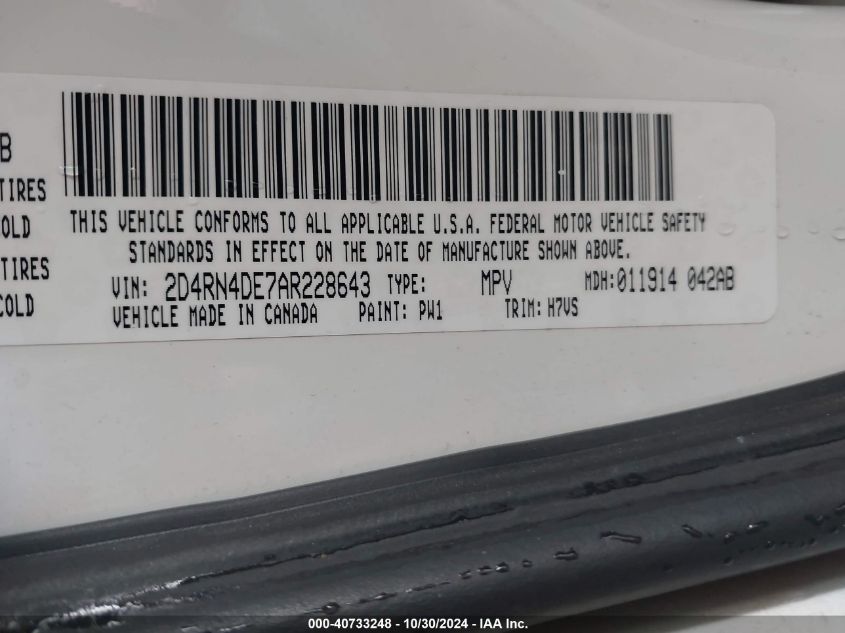 B
TIRES
COLD
TIRES
COLD
THIS VEHICLE CONFORMS TO ALL APPLICABLE U.S.A. FEDERAL MOTOR VEHICLE SAFETY
STANDARDS IN EFFECT ON THE DATE OF MANUFACTURE SHOWN ABOVE.
VIN: 2D4RN4DE7AR228643 TYPE: MPV MDH:011914 042AB
VEHICLE MADE IN CANADA PAINT: PW1 TRIM: H7VS
000-40733248 - 10/30/2024 - IAA Inc.